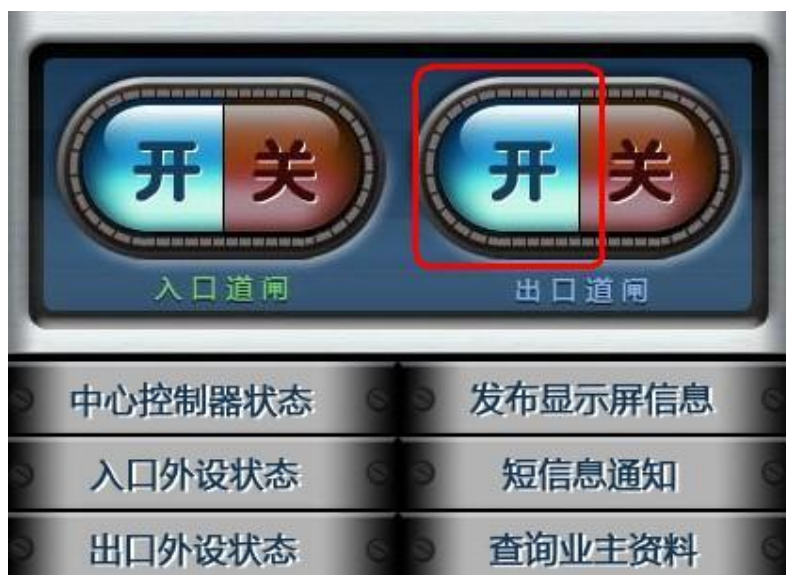 开 关 开 关
入口道闸 出口道闸
中心控制器状态 发布显示屏信息
入口外设状态 短信息通知
出口外设状态 查询业主资料